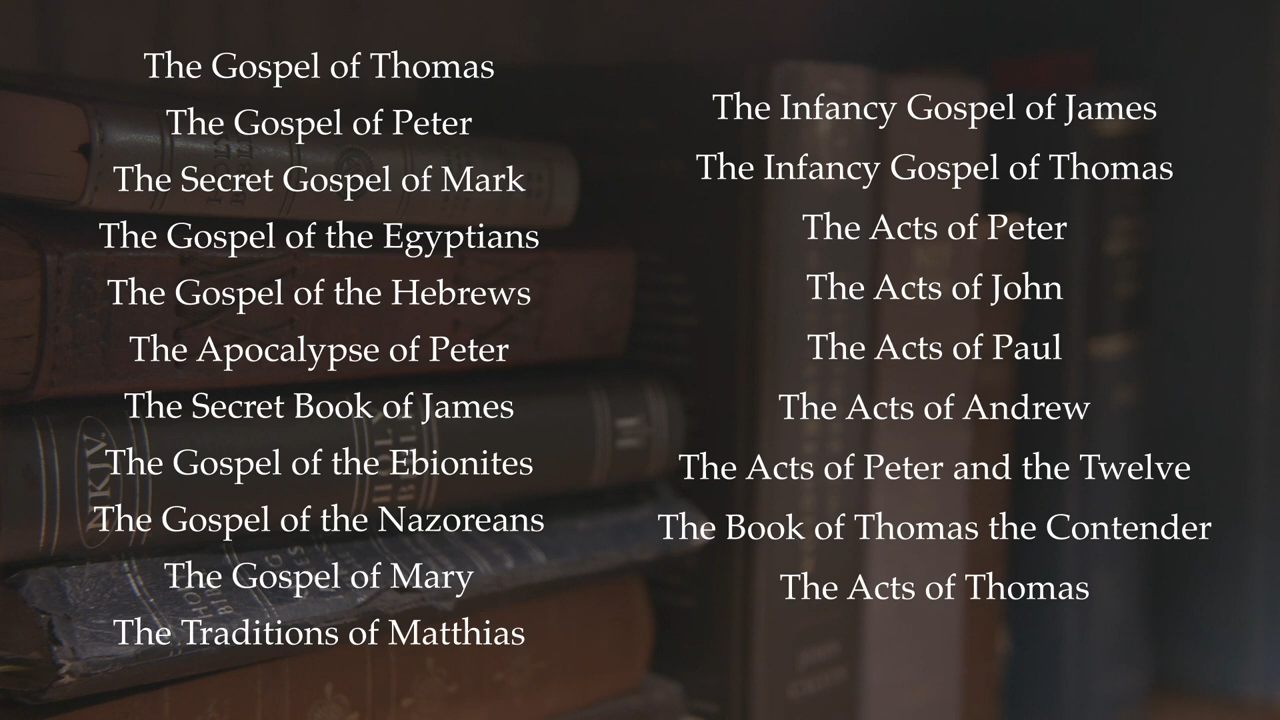 The Gospel of Thomas
The Gospel of Peter
The Secret Gospel of Mark
The Gospel of the Egyptians
The Gospel of the Hebrews
The Apocalypse of Peter
The Secret Book of James
The Gospel of the Ebionites
The Gospel of the Nazoreans
The Gospel of Mary
The Traditions of Matthias
The Infancy Gospel of James
The Infancy Gospel of Thomas
The Acts of Peter
The Acts of John
The Acts of Paul
The Acts of Andrew
The Acts of Peter and the Twelve
The Book of Thomas the Contender
The Acts of Thomas
NKJV